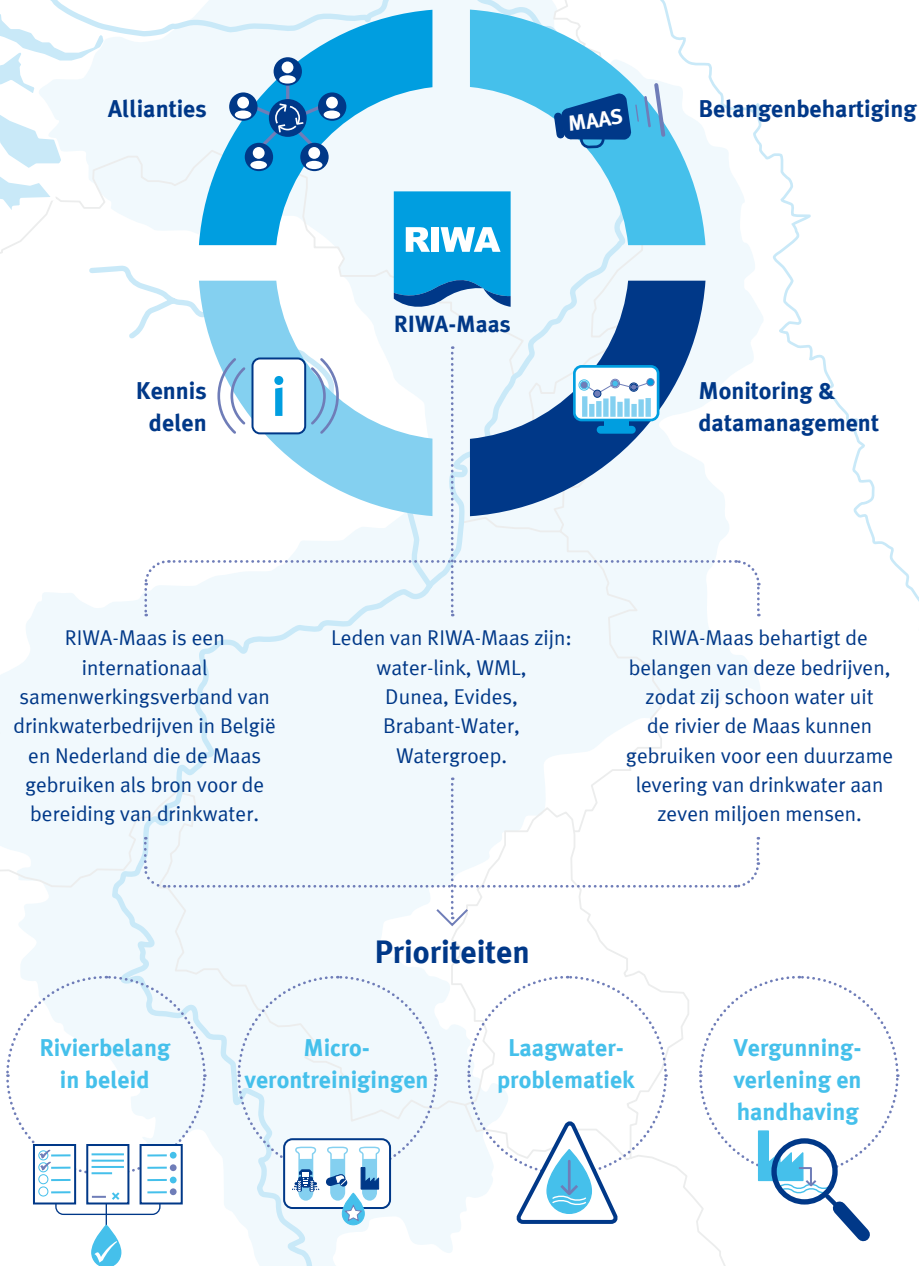 Allianties
MAAS
Belangenbehartiging
RIWA
RIWA-Maas
Kennis
delen
i
Monitoring &
datamanagement
RIWA-Maas is een
internationaal
samenwerkingsverband van
drinkwaterbedrijven in België
en Nederland die de Maas
gebruiken als bron voor de
bereiding van drinkwater.
Leden van RIWA-Maas zijn:
water-link, WML,
Dunea, Evides,
Brabant-Water,
Watergroep.
RIWA-Maas behartigt de
belangen van deze bedrijven,
zodat zij schoon water uit
de rivier de Maas kunnen
gebruiken voor een duurzame
levering van drinkwater aan
zeven miljoen mensen.
Prioriteiten
Rivierbelang
in beleid
Micro-
verontreinigingen
Laagwater-
problematiek
Vergunning-
verlening en
handhaving